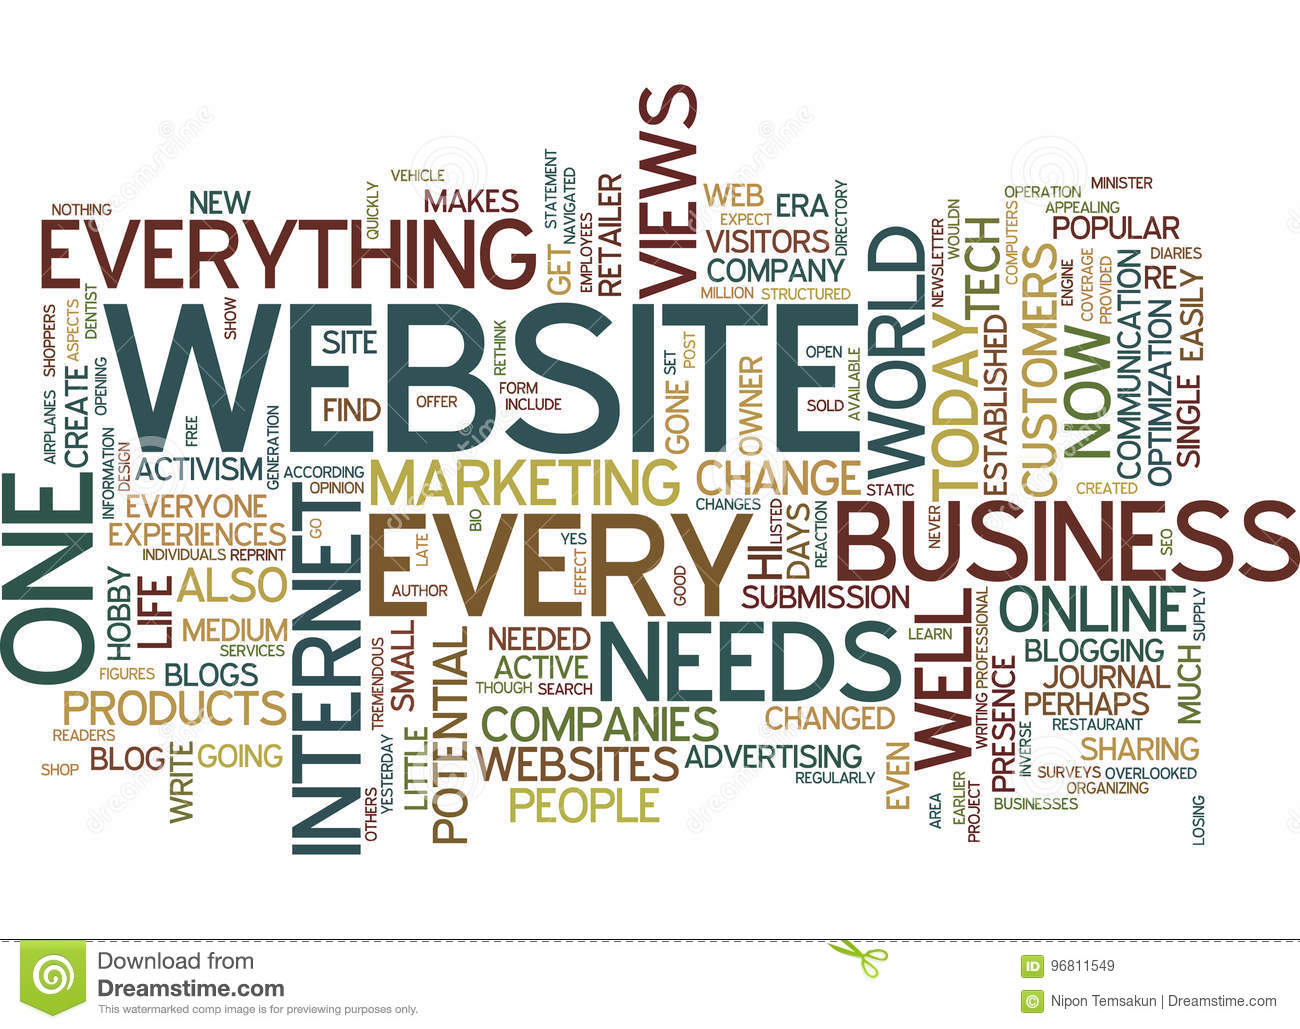 VIEWS
VEHICLE
STATEMENT
NAVIGATED
QUICKLY
NOTHING
NEW
MAKES
EMPLOYEES
RETAILER
GET
WEB
EXPECT
ERA
DIRECTORY
VISITORS
COMPANY
MILLION
STRUCTURED
OPERATION
MINISTER
APPEALING
POPULAR
COMPUTERS
NEWSLETTER
WOULDN
TECH
DIARIES
EVERYTHING
WORLD
CUSTOMERS
ENGINE
COVERAGE
PROVIDED
COMMUNICATION
RE
EASILY
SHOPPERS
ASPECTS
DENTIST
SHOW
WEBSITE
SITE
RETHINK
FIND
OFFER
FORM
INCLUDE
SET
POST
GONE
OWNER
OPEN
SOLD
AVAILABLE
TODAY
ESTABLISHED
NOW
OPTIMIZATION
SINGLE
AIRPLANES
CREATE
OPENING
INFORMATION
DESIGN
FREE
GENERATION
ACTIVISM
ACCORDING
OPINION
MARKETING
CHANGE
CHANGES
STATIC
CREATED
ONE
EVERYONE
EXPERIENCES
INDIVIDUALS
REPRINT
INTERNET
GO
BIO
EVERY
LATE
AUTHOR
YES
EFFECT
GOOD
HI
LISTED
DAYS
REACTION
SUBMISSION
BUSINESS
NEVER
SEO
HOBBY
LIFE
ALSO
MEDIUM
SERVICES
FIGURES
BLOGS
PRODUCTS
READERS
SHOP
BLOG
WRITE
GOING
TREMENDOUS
SMALL
YESTERDAY
OTHERS
LITTLE
POTENTIAL
NEEDED
ACTIVE
THOUGH
SEARCH
NEEDS
COMPANIES
CHANGED
WEBSITES
ADVERTISING
REGULARLY
PEOPLE
EVEN
LEARN
WELL
PROFESSIONAL
WRITING
PRESENCE
ONLINE
BLOGGING
JOURNAL
PERHAPS
RESTAURANT
SUPPLY
MUCH
INVERSE
SHARING
SURVEYS
OVERLOOKED
ORGANIZING
BUSINESSES
AREA
EARLIER
PROJECT
LOSING
Download from
Dreamstime.com
This watermarked comp image is for previewing purposes only.
ID 96811549
© Nipon Temsakun | Dreamstime.com
dreamstime